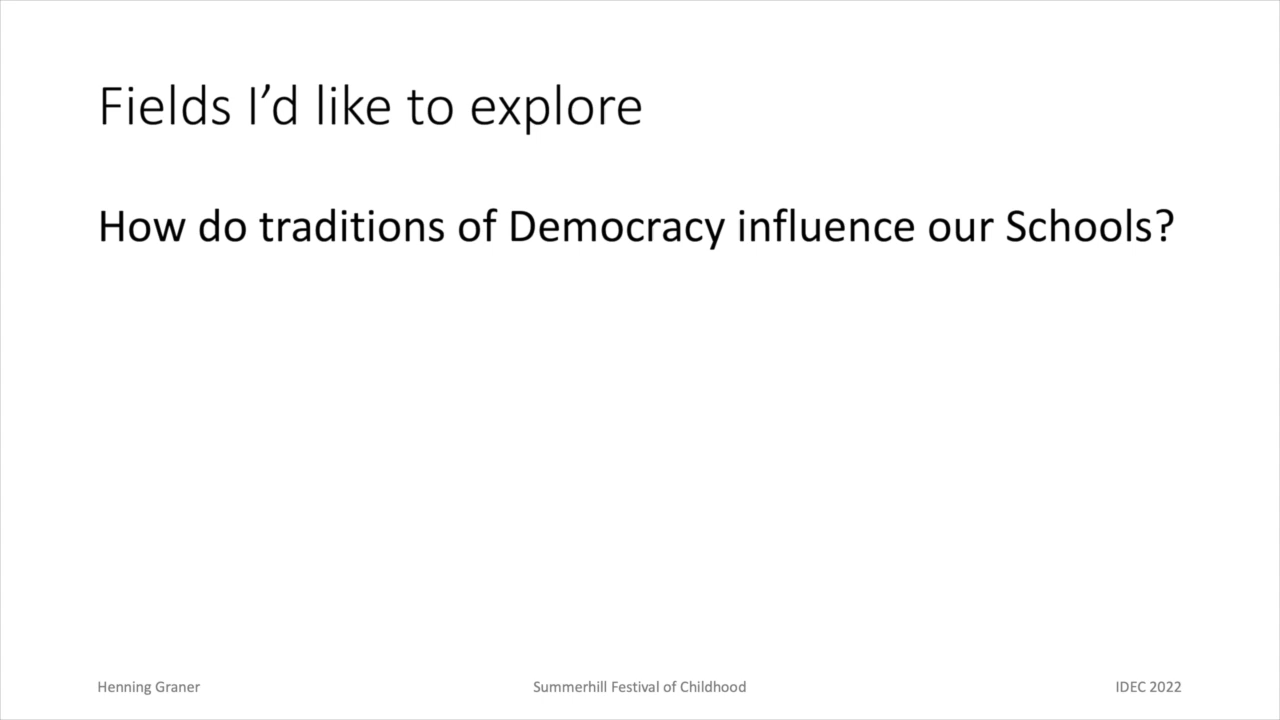 Fields I’d like to explore
How do traditions of Democracy influence our Schools?
Henning Graner
Summerhill Festival of Childhood
IDEC 2022